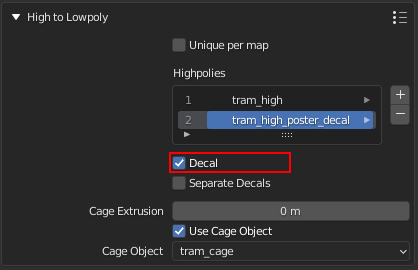 High to Lowpoly
Unique per map
Highpolies
1 tram_high
2 tram_high_poster_decal
Decal
Separate Decals
Cage Extrusion 0 m
Use Cage Object
Cage Object tram_cage